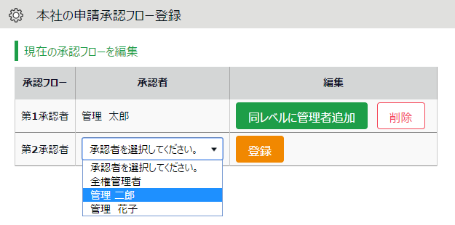 本社の申請承認フロー登録
現在の承認フローを編集
承認フロー 承認者 編集
第1承認者 管理 太郎 同レベルに管理者追加 削除
第2承認者 承認者を選択してください。 登録
承認者を選択してください。
全権管理者
管理 二郎
管理 花子